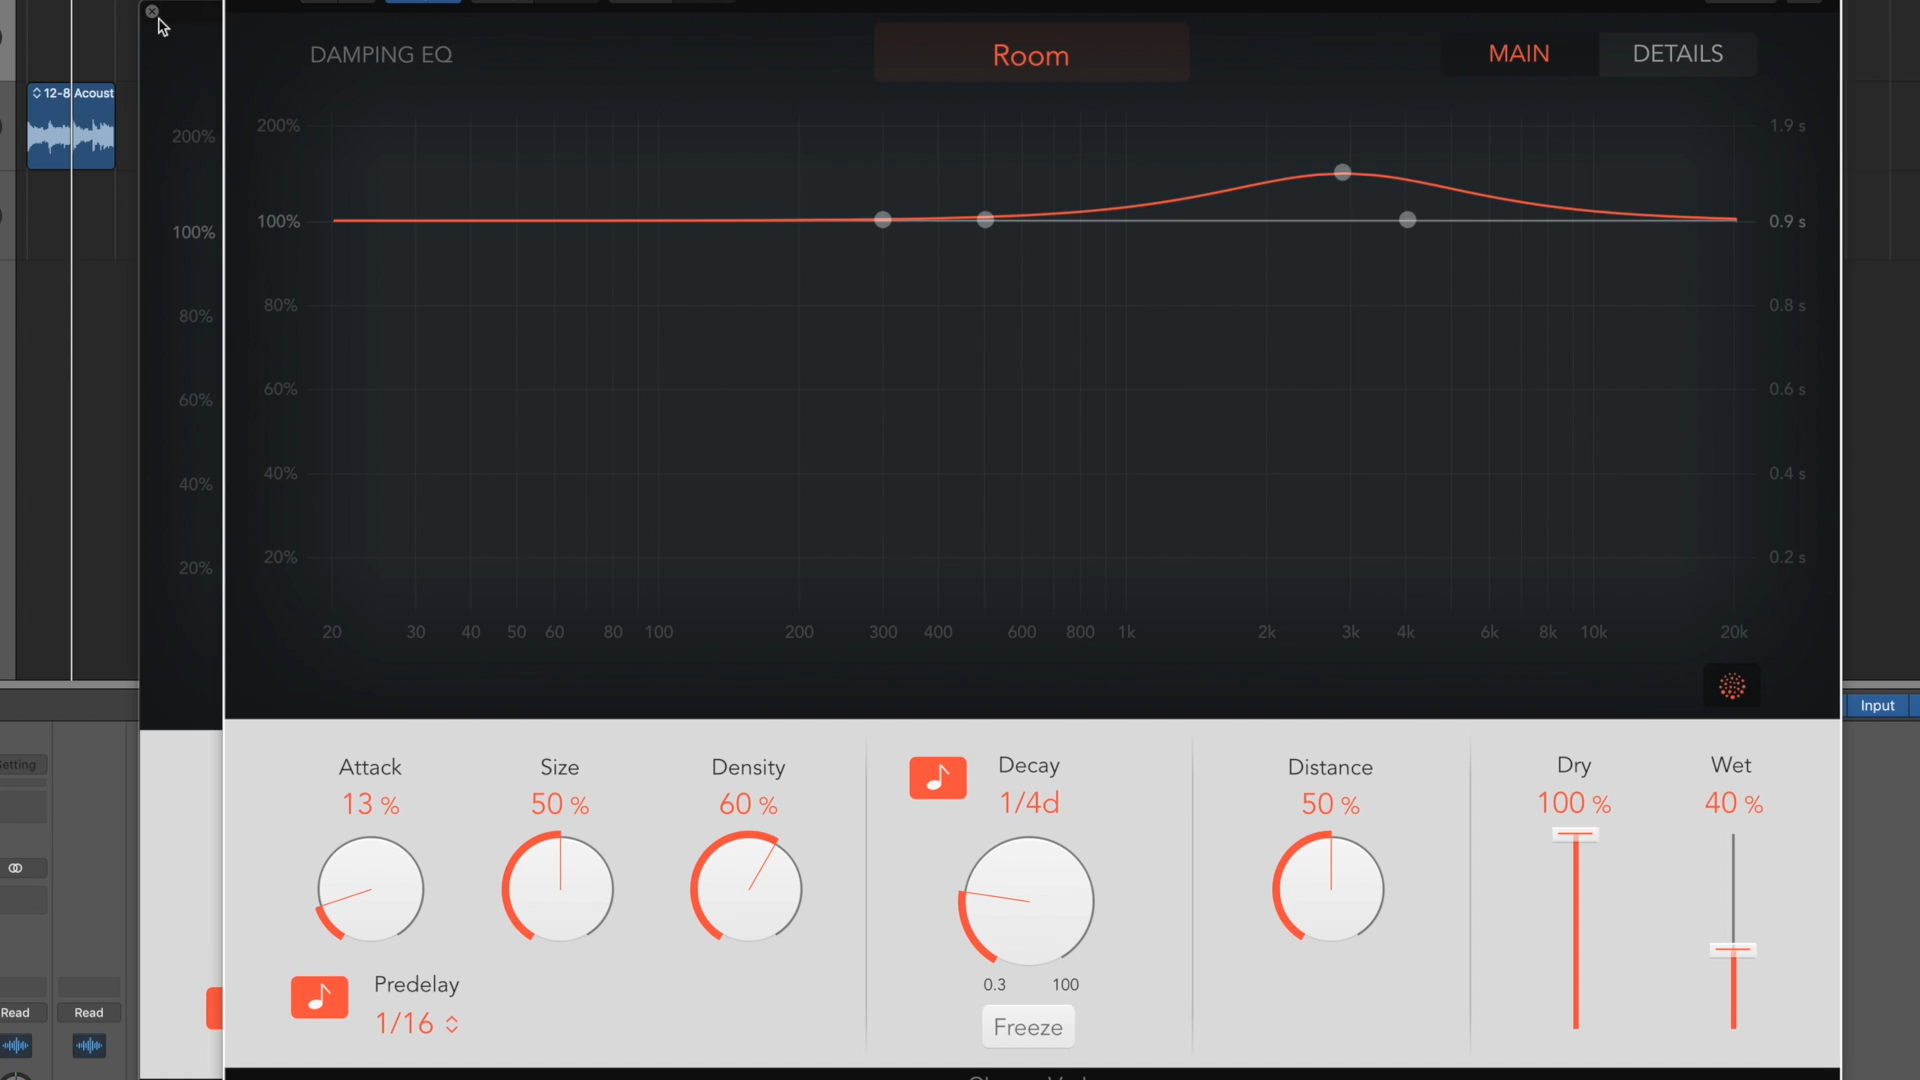 DAMPING EQ
Room
MAIN
DETAILS
12-8 Acoust
200%
100%
80%
60%
40%
20%
200%
100%
80%
60%
40%
20%
1.9 s
0.9 s
0.8 s
0.6 s
0.4 s
0.2 s
20 30 40 50 60 80 100 200 300 400 600 800 1k 2k 3k 4k 6k 8k 10k 20k
Input
Attack
13 %
Size
50 %
Density
60 %
Decay
1/4d
0.3 100
Freeze
Distance
50 %
Dry
100 %
Wet
40 %
Predelay
1/16
Read
Read